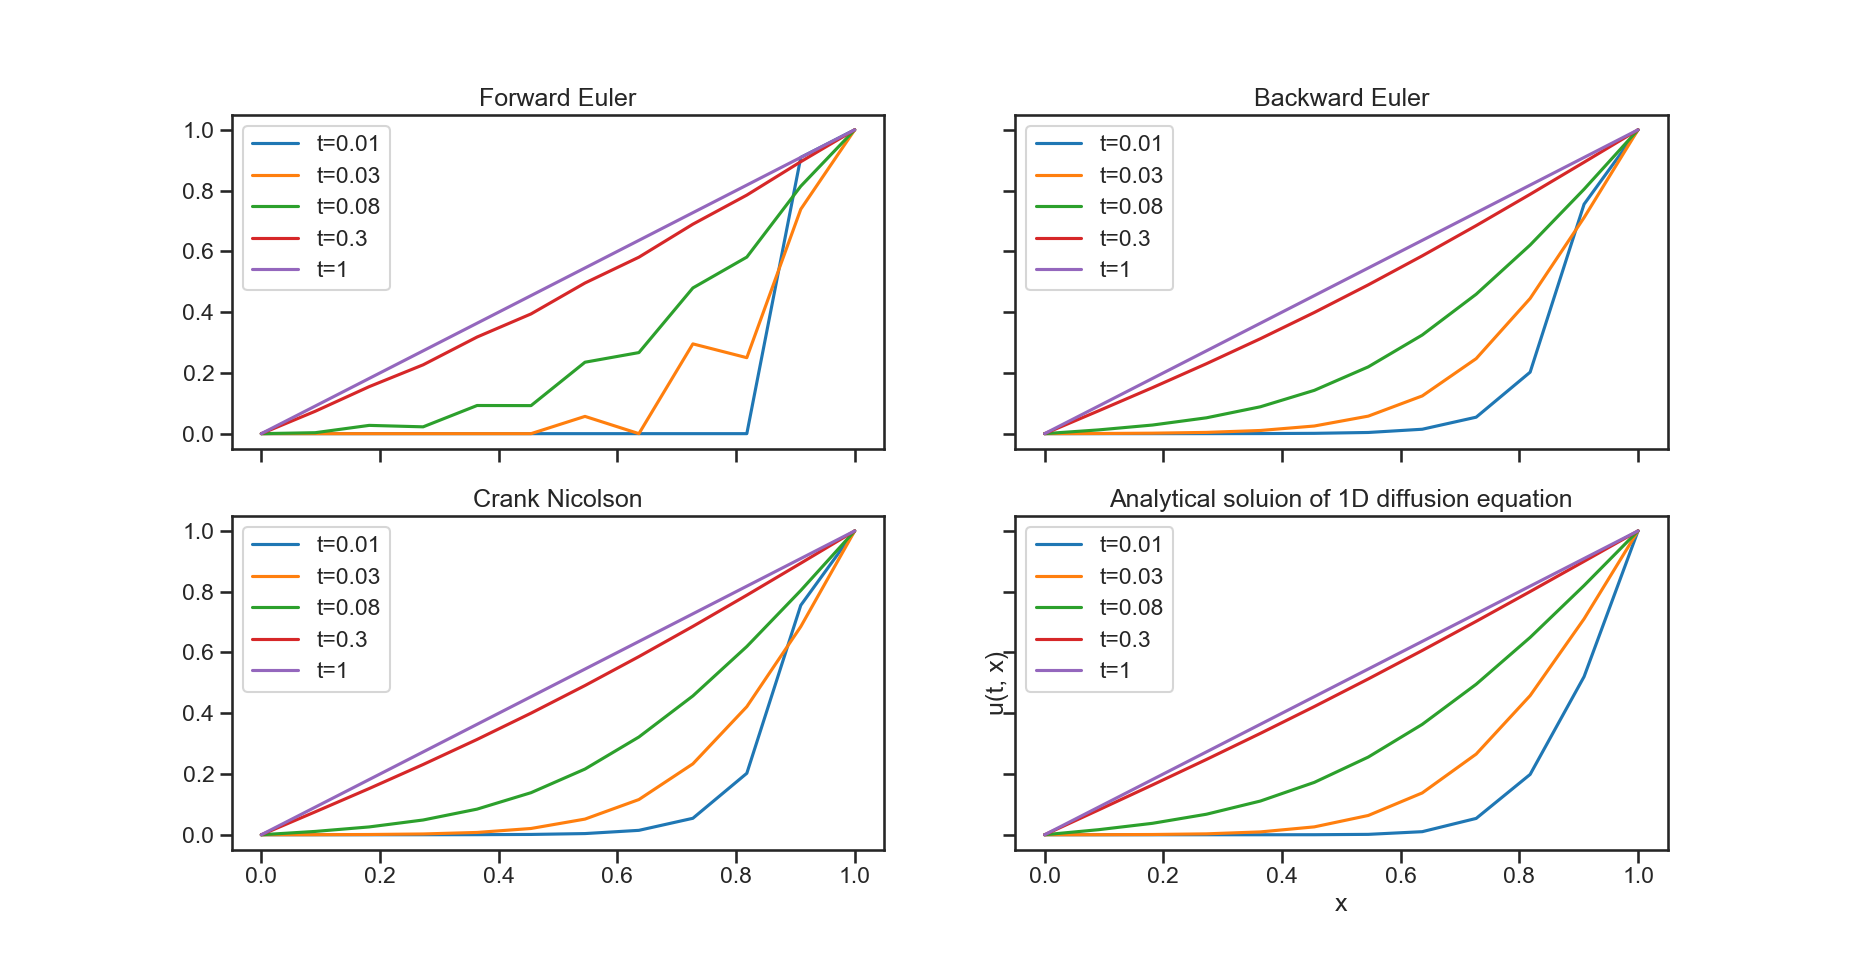 Forward Euler
1.0
0.8
0.6
0.4
0.2
0.0
t=0.01
t=0.03
t=0.08
t=0.3
t=1
Backward Euler
t=0.01
t=0.03
t=0.08
t=0.3
t=1
Crank Nicolson
1.0
0.8
0.6
0.4
0.2
0.0
t=0.01
t=0.03
t=0.08
t=0.3
t=1
0.0 0.2 0.4 0.6 0.8 1.0
Analytical soluion of 1D diffusion equation
u(t, x)
t=0.01
t=0.03
t=0.08
t=0.3
t=1
0.0 0.2 0.4 0.6 0.8 1.0
x